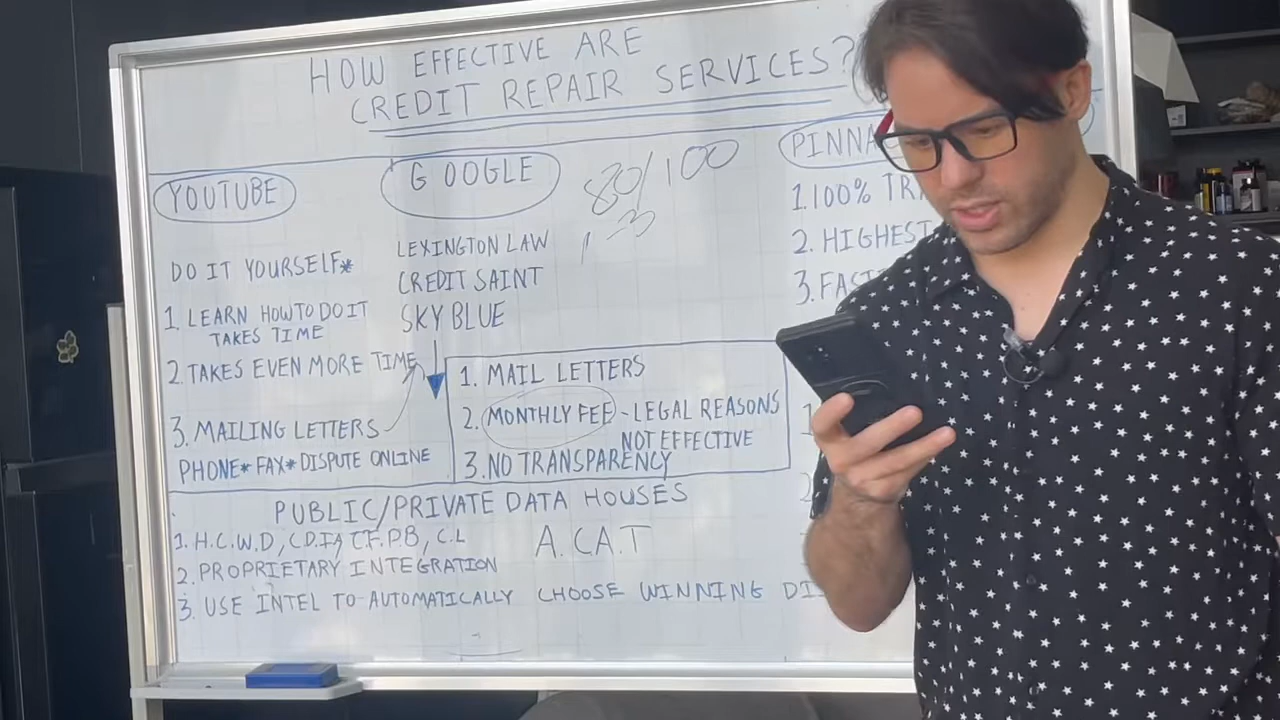 HOW EFFECTIVE ARE
CREDIT REPAIR SERVICES?
YOUTUBE
DO IT YOURSELF*
1. LEARN HOW TO DO IT
TAKES TIME
2. TAKES EVEN MORE TIME
3. MAILING LETTERS
PHONE* FAX* DISPUTE ONLINE
GOOGLE
80/100
LEXINGTON LAW
CREDIT SAINT
SKY BLUE
1. MAIL LETTERS
2. MONTHLY FEE - LEGAL REASONS
NOT EFFECTIVE
3. NO TRANSPARENCY
PINNA
1. 100% TR
2. HIGHEST
3. FAST
PUBLIC/PRIVATE DATA HOUSES
1. H.C.W.D, C.D.I.A, C.F.P.B, C.L
A.C.A.T
2. PROPRIETARY INTEGRATION
3. USE INTEL TO AUTOMATICALLY CHOOSE WINNING DI